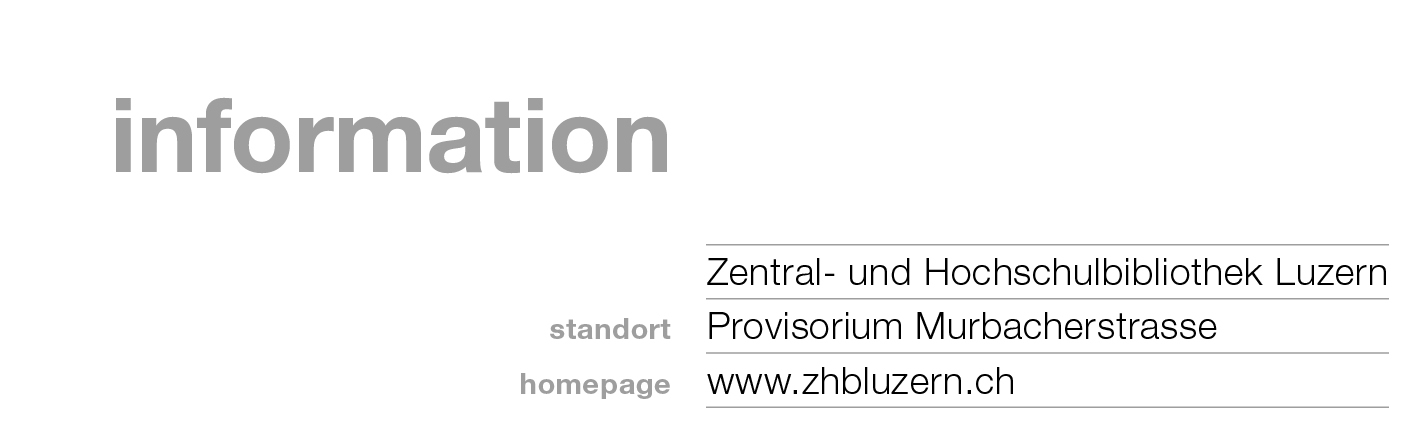 information
Zentral- und Hochschulbibliothek Luzern
standort Provisorium Murbacherstrasse
homepage www.zhbluzern.ch